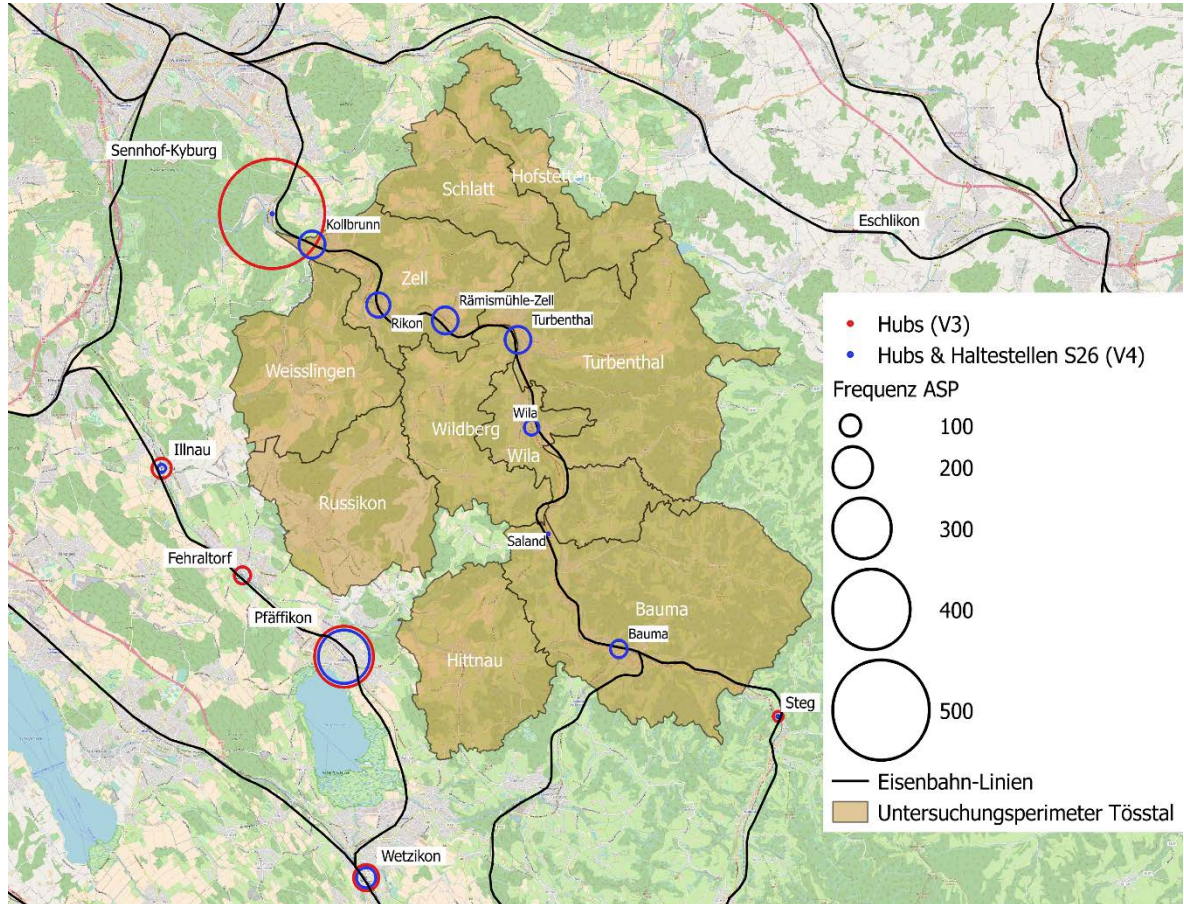 Sennhof-Kyburg
Hofstetten
Schlatt
Kollbrunn
Eschlikon
Zell
Rämismühle-Zell
Rikon
Turbenthal
Weisslingen
Turbenthal
Wila
Wildberg
Wila
Illnau
Russikon
Saland
Fehraltorf
Pfäffikon
Bauma
Bauma
Hittnau
Steg
Wetzikon
Hubs (V3)
Hubs & Haltestellen S26 (V4)
Frequenz ASP
100
200
300
400
500
Eisenbahn-Linien
Untersuchungsperimeter Tösstal